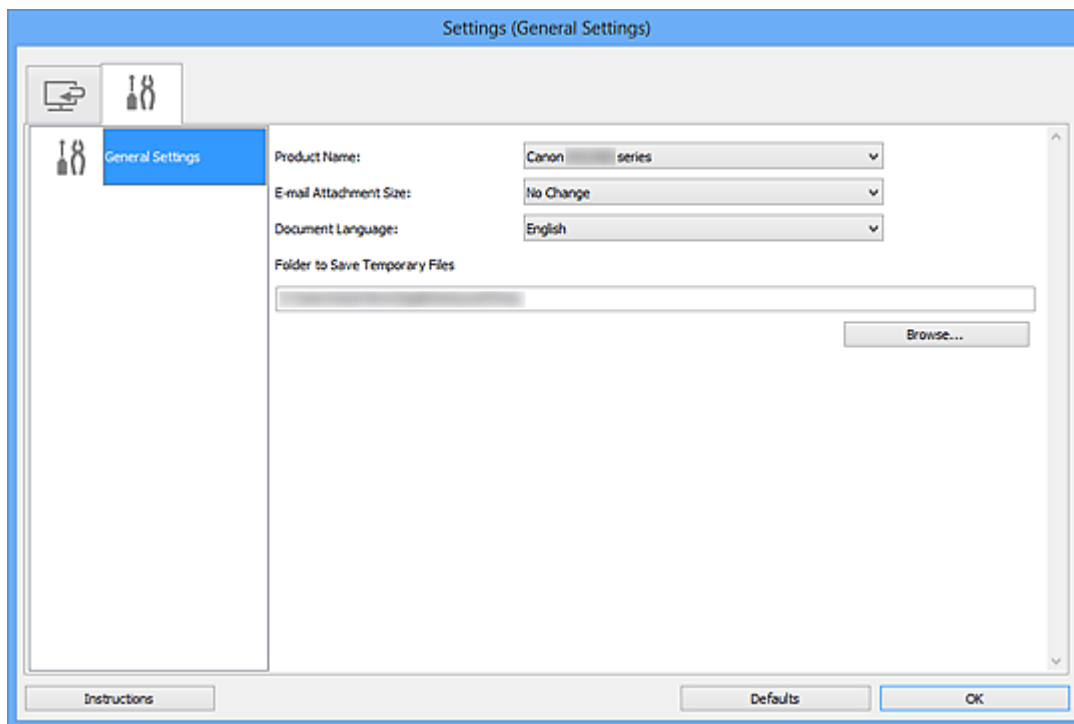 Settings (General Settings)
General Settings
Product Name:
Canon series
E-mail Attachment Size:
No Change
Document Language:
English
Folder to Save Temporary Files
Browse...
Instructions
Defaults
OK